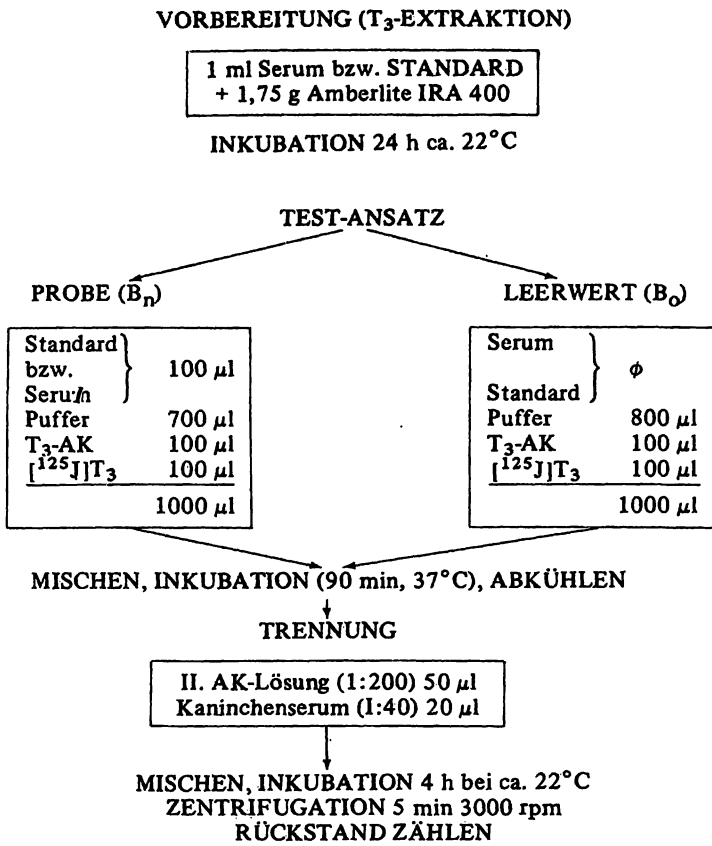 VORBEREITUNG (T₃-EXTRAKTION)
1 ml Serum bzw. STANDARD
+ 1,75 g Amberlite IRA 400
INKUBATION 24 h ca. 22°C
TEST-ANSATZ
PROBE (Bₙ)
Standard
bzw. 100 µl
Serum
Puffer 700 µl
T₃-AK 100 µl
[¹²⁵J]T₃ 100 µl
1000 µl
LEERWERT (B₀)
Serum
ϕ
Standard
Puffer 800 µl
T₃-AK 100 µl
[¹²⁵J]T₃ 100 µl
1000 µl
MISCHEN, INKUBATION (90 min, 37°C), ABKÜHLEN
TRENNUNG
II. AK-Lösung (1:200) 50 µl
Kaninchenserum (I:40) 20 µl
MISCHEN, INKUBATION 4 h bei ca. 22°C
ZENTRIFUGATION 5 min 3000 rpm
RÜCKSTAND ZÄHLEN